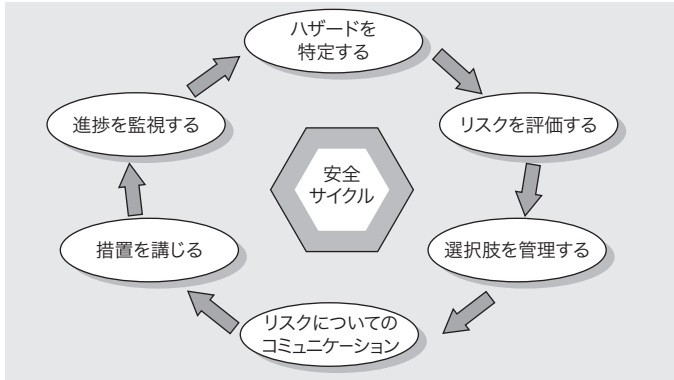 ハザードを
特定する
リスクを評価する
選択肢を管理する
リスクについての
コミュニケーション
措置を講じる
進捗を監視する
安全
サイクル